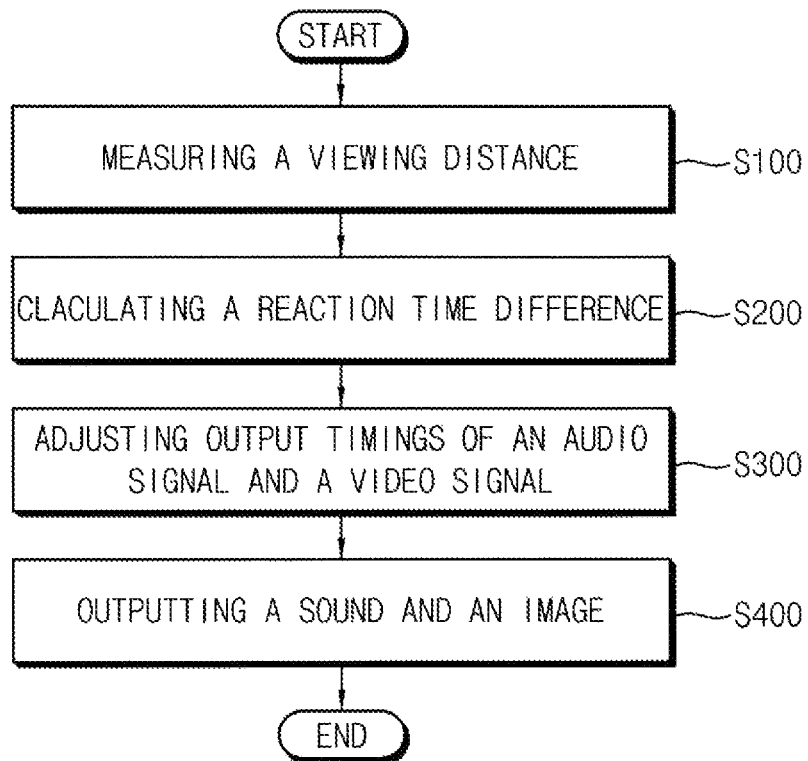 START
MEASURING A VIEWING DISTANCE
S100
CLACULATING A REACTION TIME DIFFERENCE
S200
ADJUSTING OUTPUT TIMINGS OF AN AUDIO
SIGNAL AND A VIDEO SIGNAL
S300
OUTPUTTING A SOUND AND AN IMAGE
S400
END